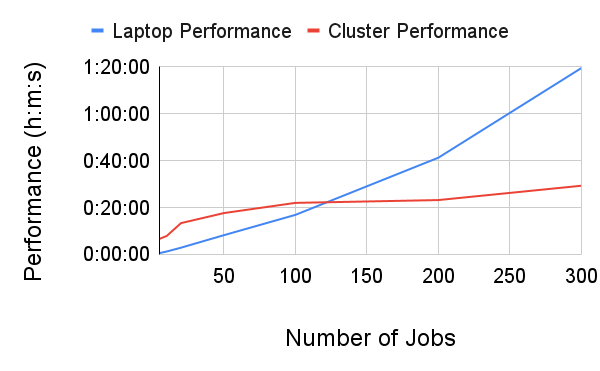 Laptop Performance Cluster Performance
Performance (h:m:s)
1:20:00
1:00:00
0:40:00
0:20:00
0:00:00
50 100 150 200 250 300
Number of Jobs